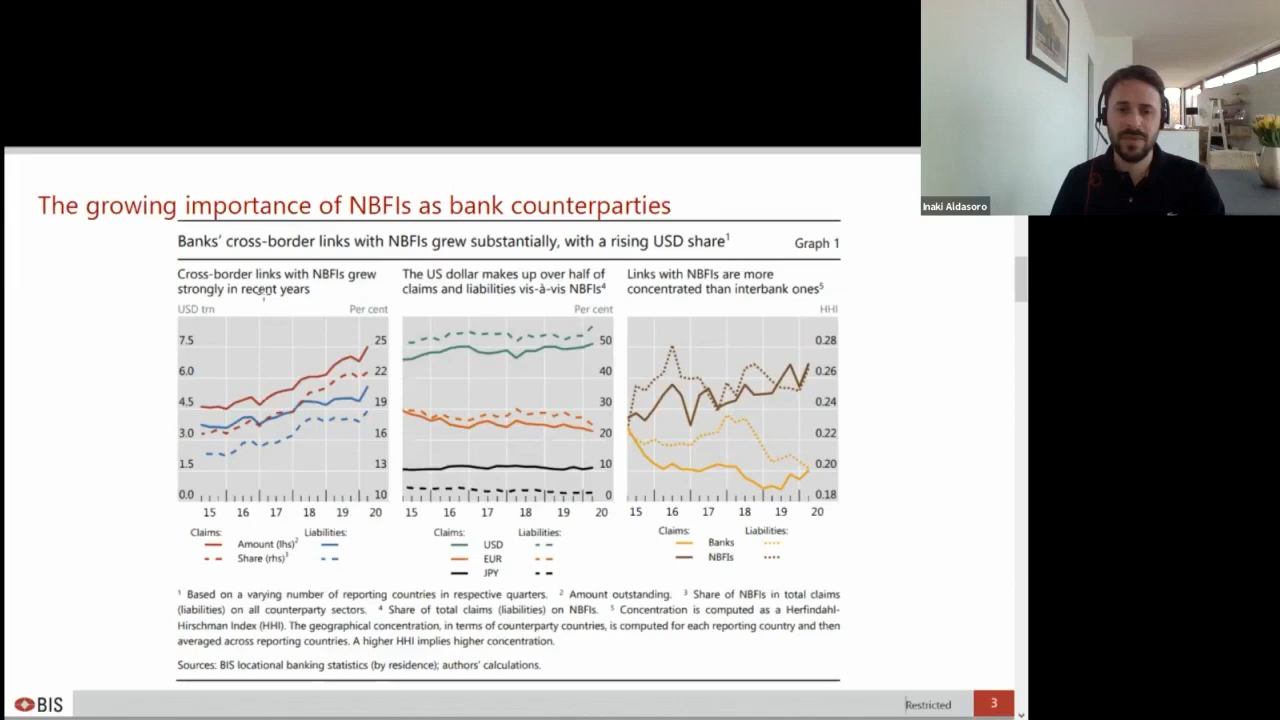 Inaki Aldasoro
The growing importance of NBFIs as bank counterparties
Banks' cross-border links with NBFIs grew substantially, with a rising USD share¹
Graph 1
Cross-border links with NBFIs grew
strongly in recent years
USD trn
Per cent
7.5
6.0
4.5
3.0
1.5
0.0
25
22
19
16
13
10
15 16 17 18 19 20
Claims:
Liabilities:
Amount (lhs)²
Share (rhs)³
The US dollar makes up over half of
claims and liabilities vis-à-vis NBFIs⁴
Per cent
50
40
30
20
10
0
15 16 17 18 19 20
Claims:
Liabilities:
USD
EUR
JPY
Links with NBFIs are more
concentrated than interbank ones⁵
HHI
0.28
0.26
0.24
0.22
0.20
0.18
15 16 17 18 19 20
Claims:
Liabilities:
Banks
NBFIs
¹ Based on a varying number of reporting countries in respective quarters. ² Amount outstanding. ³ Share of NBFIs in total claims
(liabilities) on all counterparty sectors. ⁴ Share of total claims (liabilities) on NBFIs. ⁵ Concentration is computed as a Herfindahl-
Hirschman Index (HHI). The geographical concentration, in terms of counterparty countries, is computed for each reporting country and then
averaged across reporting countries. A higher HHI implies higher concentration.
Sources: BIS locational banking statistics (by residence); authors' calculations.
BIS
Restricted
3